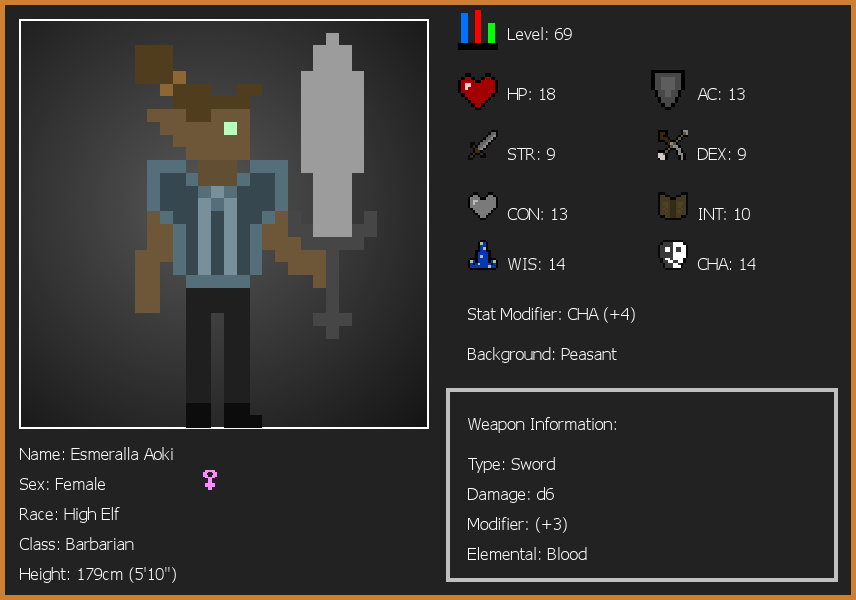 Level: 69
HP: 18
AC: 13
STR: 9
DEX: 9
CON: 13
INT: 10
WIS: 14
CHA: 14
Stat Modifier: CHA (+4)
Background: Peasant
Weapon Information:
Type: Sword
Damage: d6
Modifier: (+3)
Elemental: Blood
Name: Esmeralla Aoki
Sex: Female
Race: High Elf
Class: Barbarian
Height: 179cm (5'10")